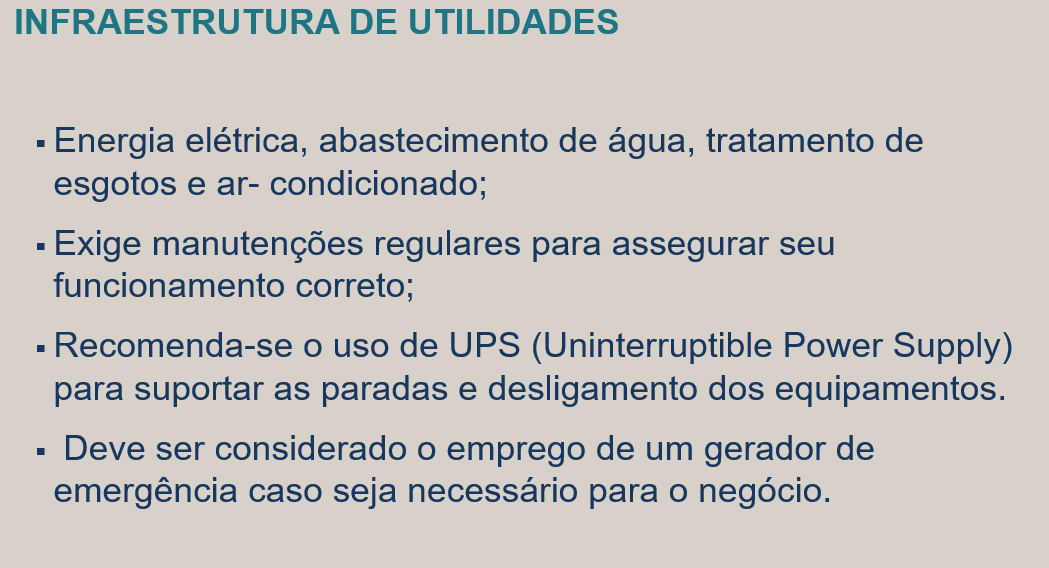 INFRAESTRUTURA DE UTILIDADES
▪ Energia elétrica, abastecimento de água, tratamento de
esgotos e ar- condicionado;
▪ Exige manutenções regulares para assegurar seu
funcionamento correto;
▪ Recomenda-se o uso de UPS (Uninterruptible Power Supply)
para suportar as paradas e desligamento dos equipamentos.
▪ Deve ser considerado o emprego de um gerador de
emergência caso seja necessário para o negócio.